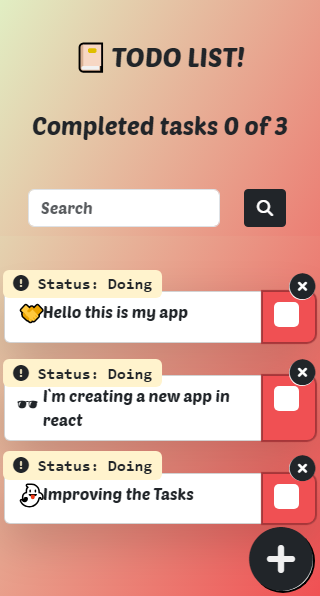 TODO LIST!
Completed tasks 0 of 3
Search
Status: Doing
Hello this is my app
Status: Doing
I`m creating a new app in
react
Status: Doing
Improving the Tasks